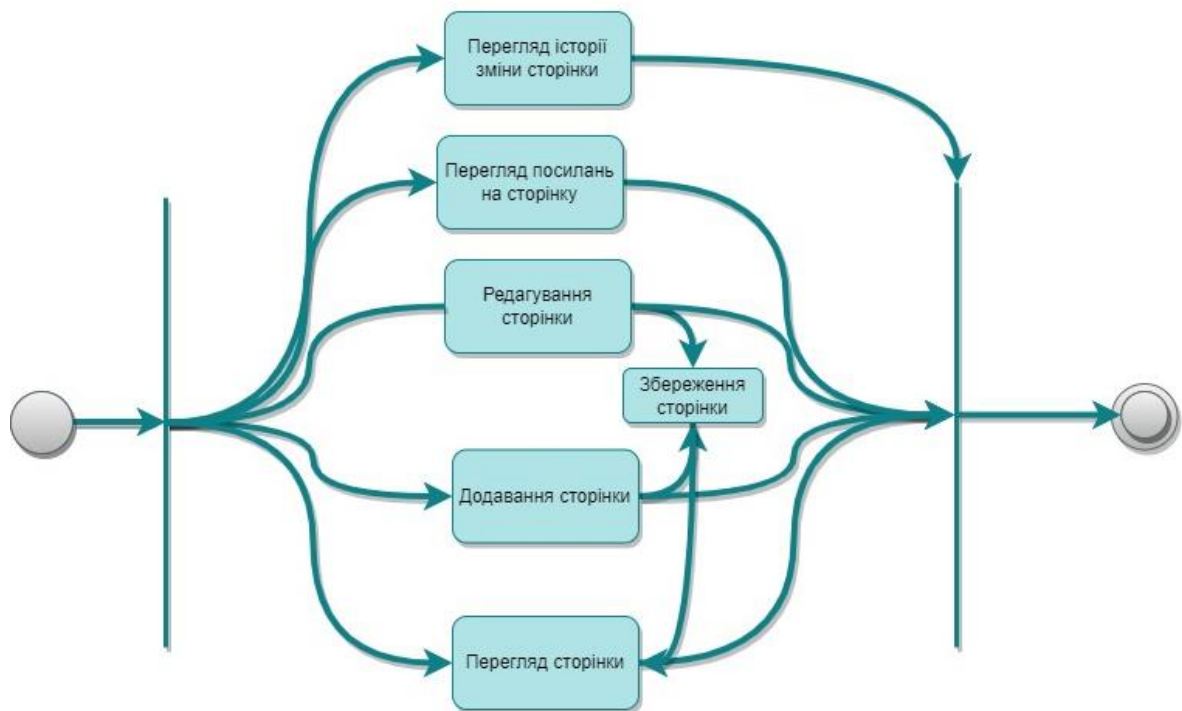 Перегляд історії
зміни сторінки
Перегляд посилань
на сторінку
Редагування
сторінки
Збереження
сторінки
Додавання сторінки
Перегляд сторінки